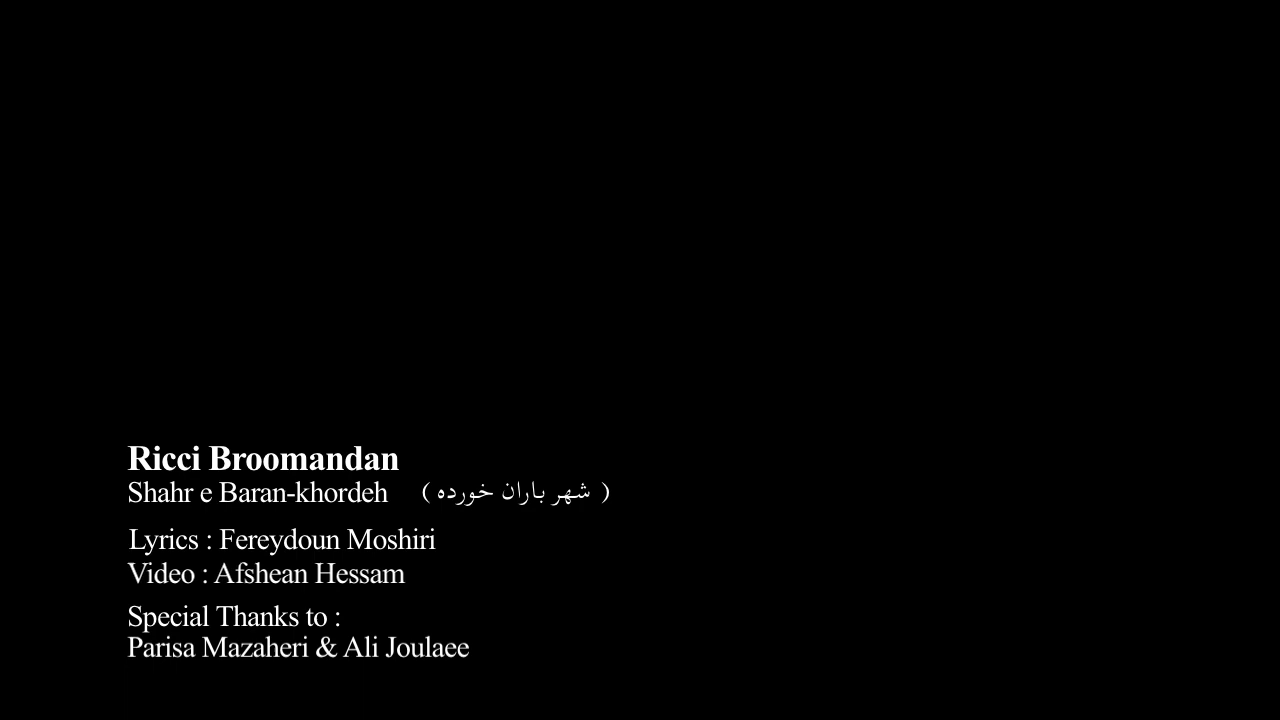 Ricci Broomandan
Shahr e Baran-khordeh ( شهر باران خورده )
Lyrics : Fereydoun Moshiri
Video : Afshean Hessam
Special Thanks to :
Parisa Mazaheri & Ali Joulaee